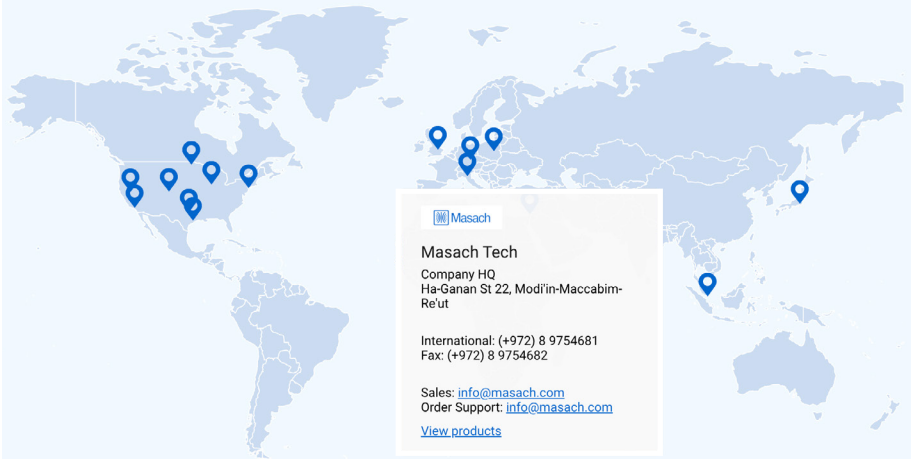 Masach
Masach Tech
Company HQ
Ha-Ganan St 22, Modi'in-Maccabim-
Re'ut
International: (+972) 8 9754681
Fax: (+972) 8 9754682
Sales: info@masach.com
Order Support: info@masach.com
View products